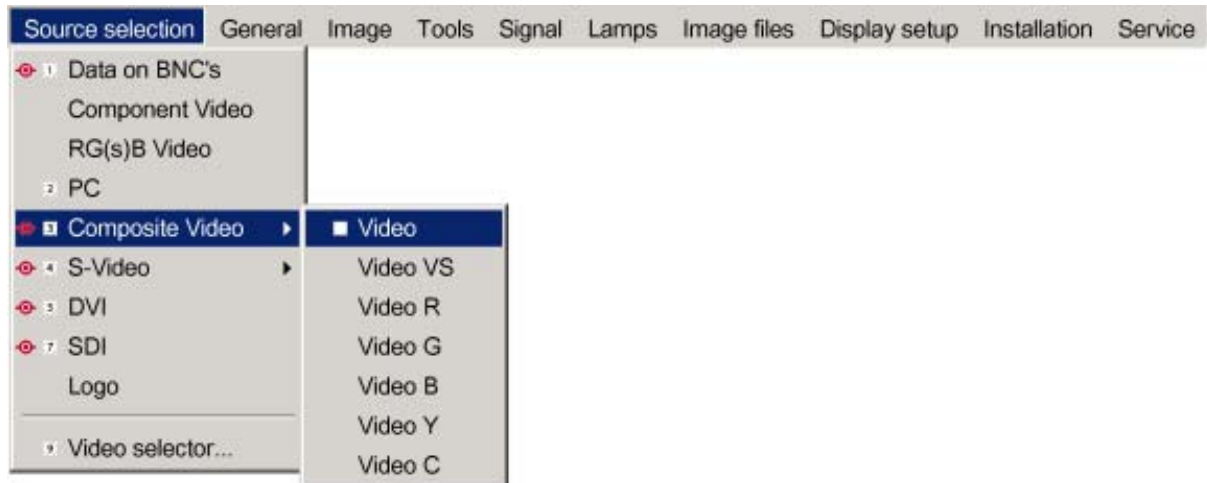 Source selection General Image Tools Signal Lamps Image files Display setup Installation Service
1 Data on BNC's
Component Video
RG(s)B Video
2 PC
3 Composite Video
4 S-Video
5 DVI
7 SDI
Logo
9 Video selector...
Video
Video VS
Video R
Video G
Video B
Video Y
Video C